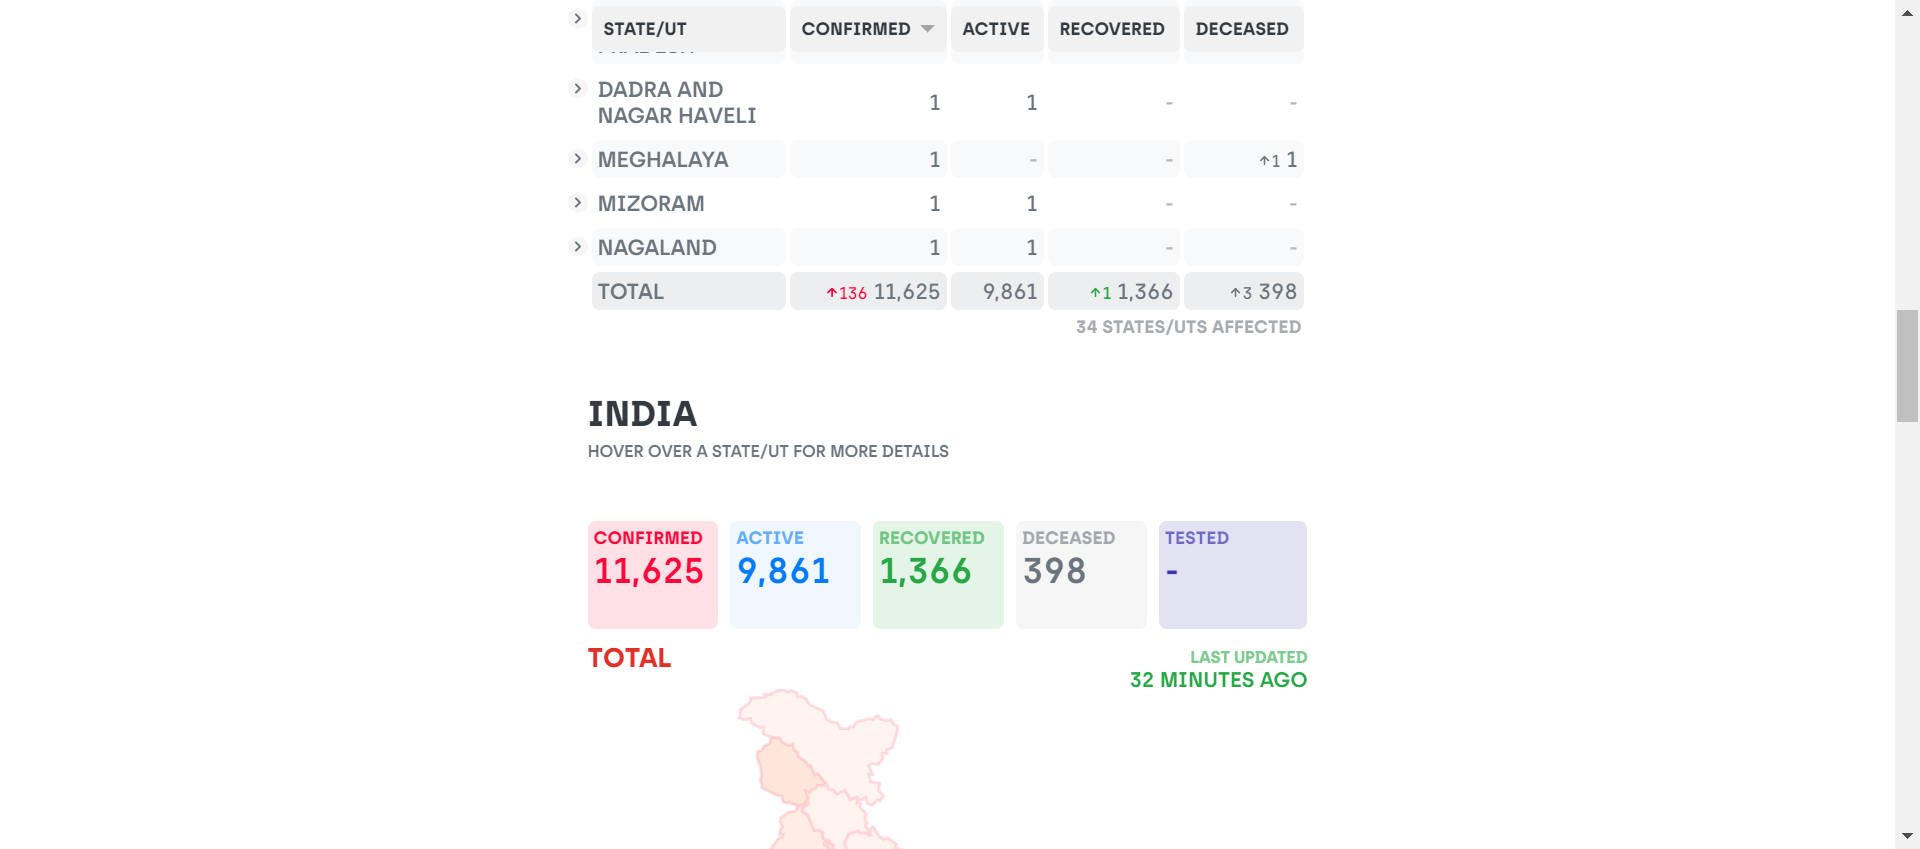 STATE/UT CONFIRMED ACTIVE RECOVERED DECEASED
DADRA AND
NAGAR HAVELI 1 1 - -
MEGHALAYA 1 - - ↑1 1
MIZORAM 1 1 - -
NAGALAND 1 1 - -
TOTAL ↑136 11,625 9,861 ↑1 1,366 ↑3 398
34 STATES/UTS AFFECTED
INDIA
HOVER OVER A STATE/UT FOR MORE DETAILS
CONFIRMED ACTIVE RECOVERED DECEASED TESTED
11,625 9,861 1,366 398 -
TOTAL LAST UPDATED
32 MINUTES AGO